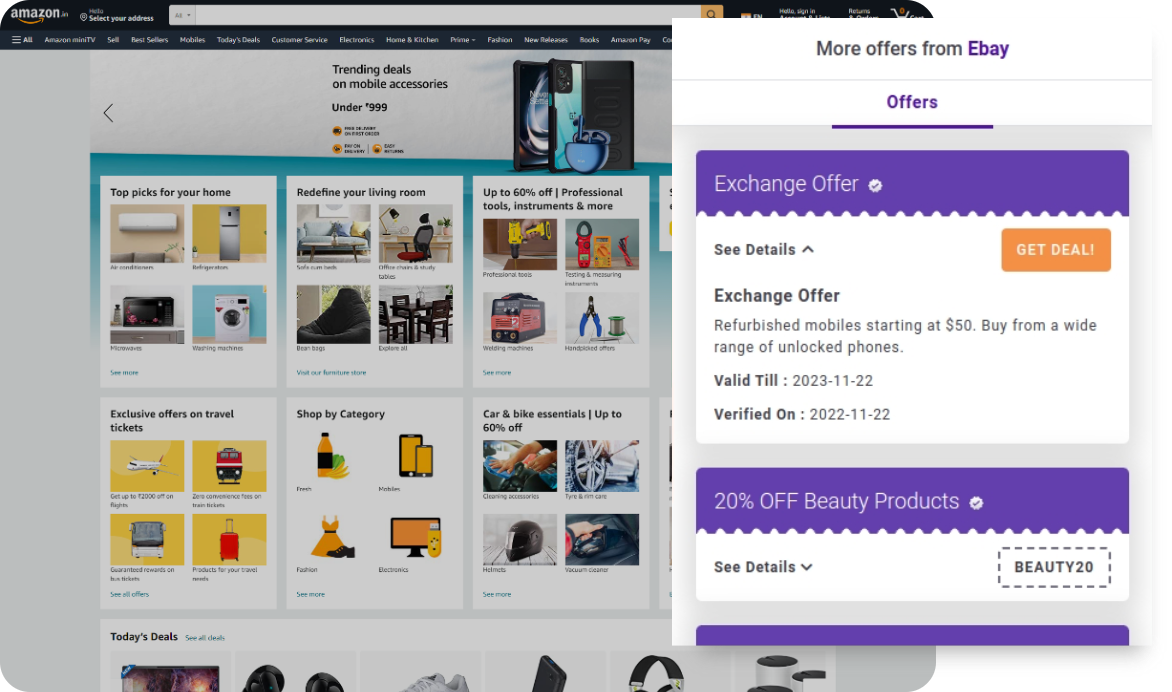 amazon.in
Hello
Select your address
All
EN
Hello, sign in
Account & Lists
Returns
& Orders
0
Cart
All
Amazon miniTV
Sell
Best Sellers
Mobiles
Today's Deals
Customer Service
Electronics
Home & Kitchen
Prime
Fashion
New Releases
Books
Amazon Pay
Trending deals
on mobile accessories
Under ₹999
FREE DELIVERY
ON FIRST ORDER
PAY ON
DELIVERY
EASY
RETURNS
Top picks for your home
Air conditioners
Refrigerators
Microwaves
Washing machines
See more
Redefine your living room
Sofa cum beds
Office chairs & study
tables
Bean bags
Explore all
Visit our furniture store
Up to 60% off | Professional
tools, instruments & more
Professional tools
Testing & measuring
instruments
Welding machines
Handpicked offers
See more
Exclusive offers on travel
tickets
Get up to ₹2000 off on
flights
Zero convenience fees on
train tickets
Guaranteed rewards on
bus tickets
Products for your travel
needs
See all offers
Shop by Category
Fresh
Mobiles
Fashion
Electronics
See more
Car & bike essentials | Up to
60% off
Cleaning accessories
Tyre & rim care
Helmets
Vacuum cleaner
See more
Today's Deals
See all deals
More offers from Ebay
Offers
Exchange Offer
See Details
GET DEAL!
Exchange Offer
Refurbished mobiles starting at $50. Buy from a wide
range of unlocked phones.
Valid Till : 2023-11-22
Verified On : 2022-11-22
20% OFF Beauty Products
See Details
BEAUTY20